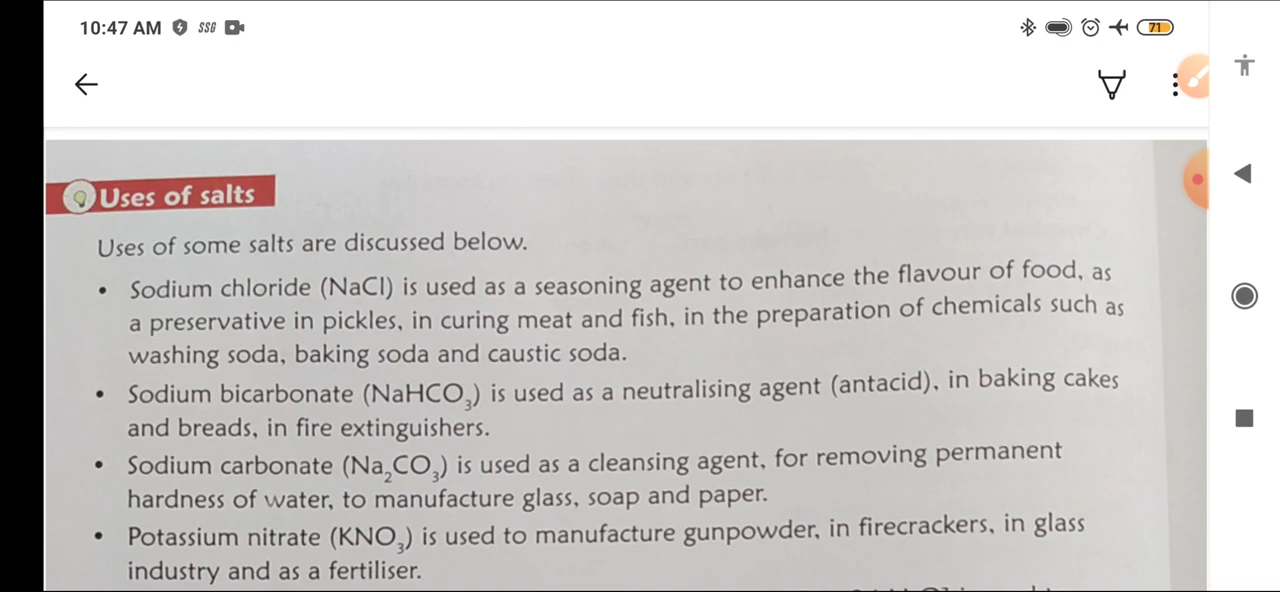 10:47 AM SSG
71
Uses of salts
Uses of some salts are discussed below.
• Sodium chloride (NaCl) is used as a seasoning agent to enhance the flavour of food, as
a preservative in pickles, in curing meat and fish, in the preparation of chemicals such as
washing soda, baking soda and caustic soda.
• Sodium bicarbonate (NaHCO₃) is used as a neutralising agent (antacid), in baking cakes
and breads, in fire extinguishers.
• Sodium carbonate (Na₂CO₃) is used as a cleansing agent, for removing permanent
hardness of water, to manufacture glass, soap and paper.
• Potassium nitrate (KNO₃) is used to manufacture gunpowder, in firecrackers, in glass
industry and as a fertiliser.